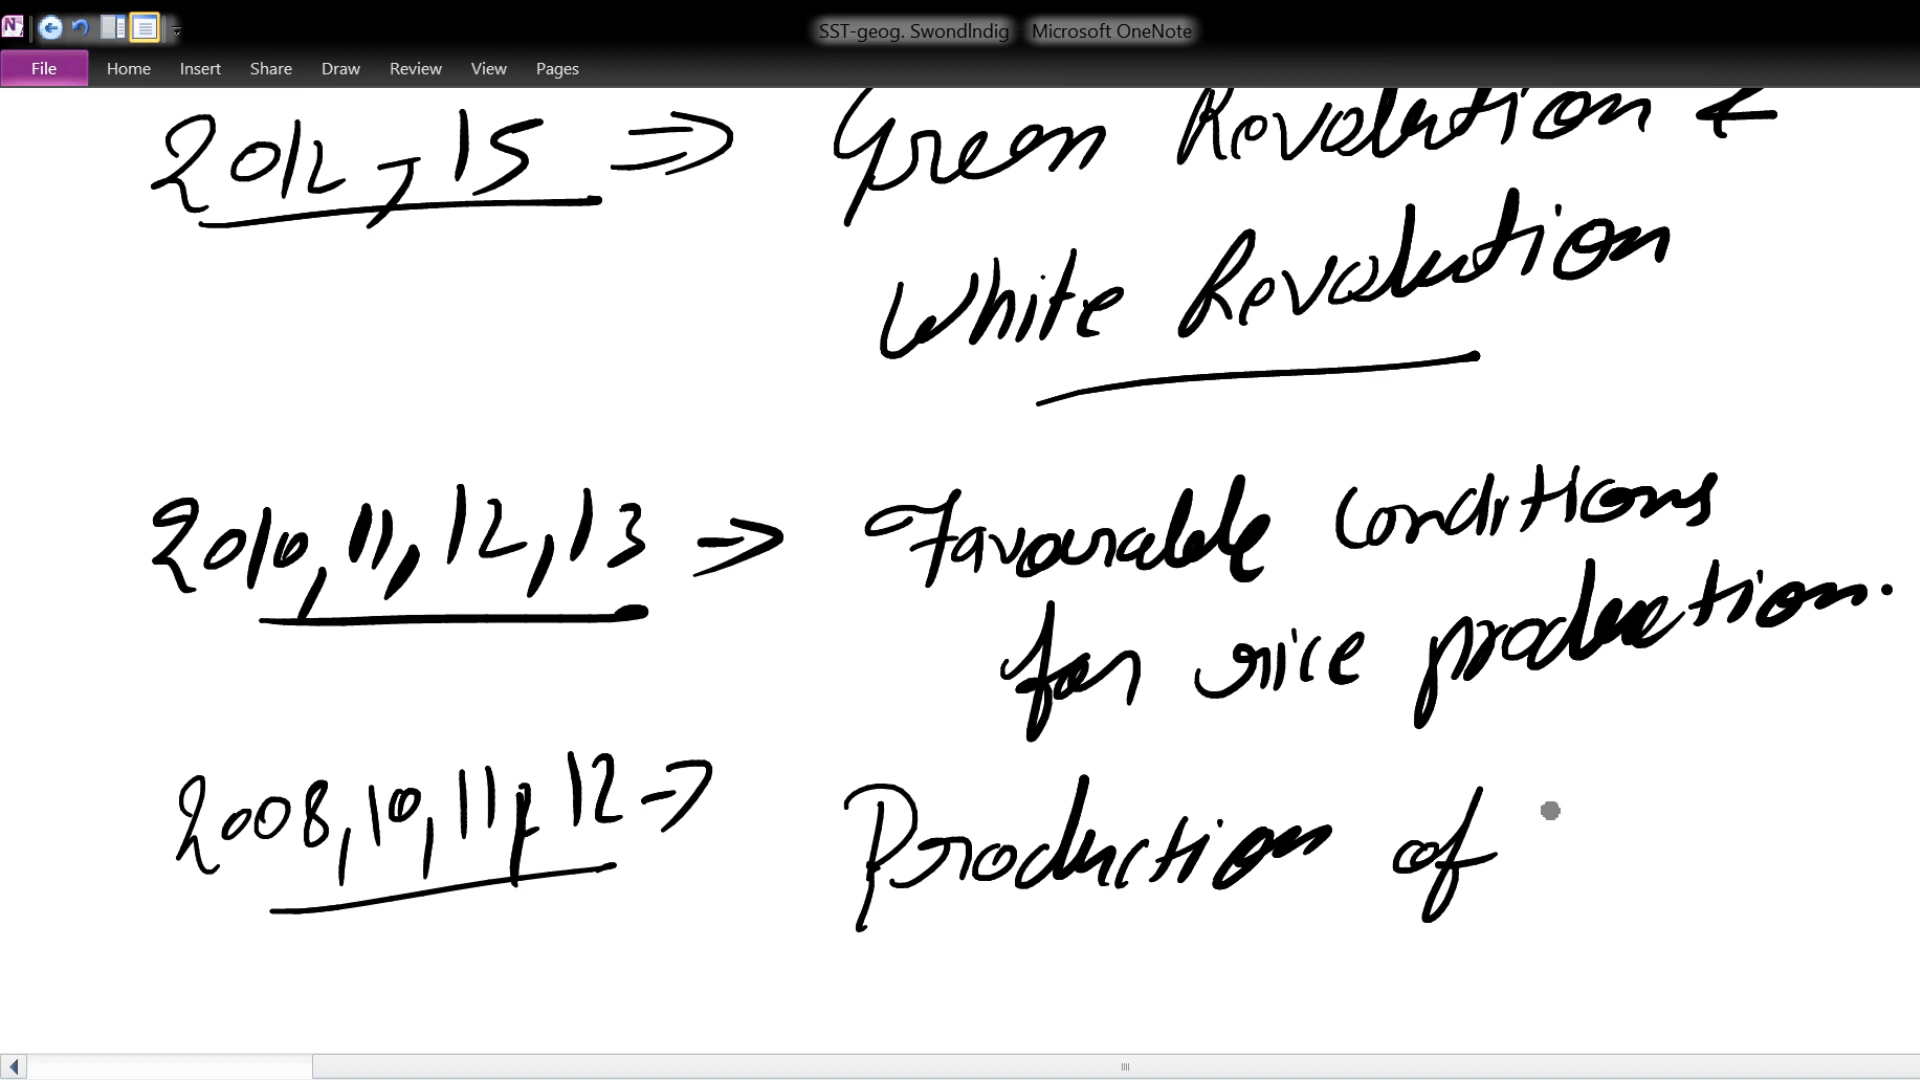 SST-geog. SwondIndig - Microsoft OneNote
File Home Insert Share Draw Review View Pages
2012, 15 => Green Revolution &
White Revolution
2010, 11, 12, 13 -> Favourable Conditions
for rice production.
2008, 10, 11, 12 -> Production of